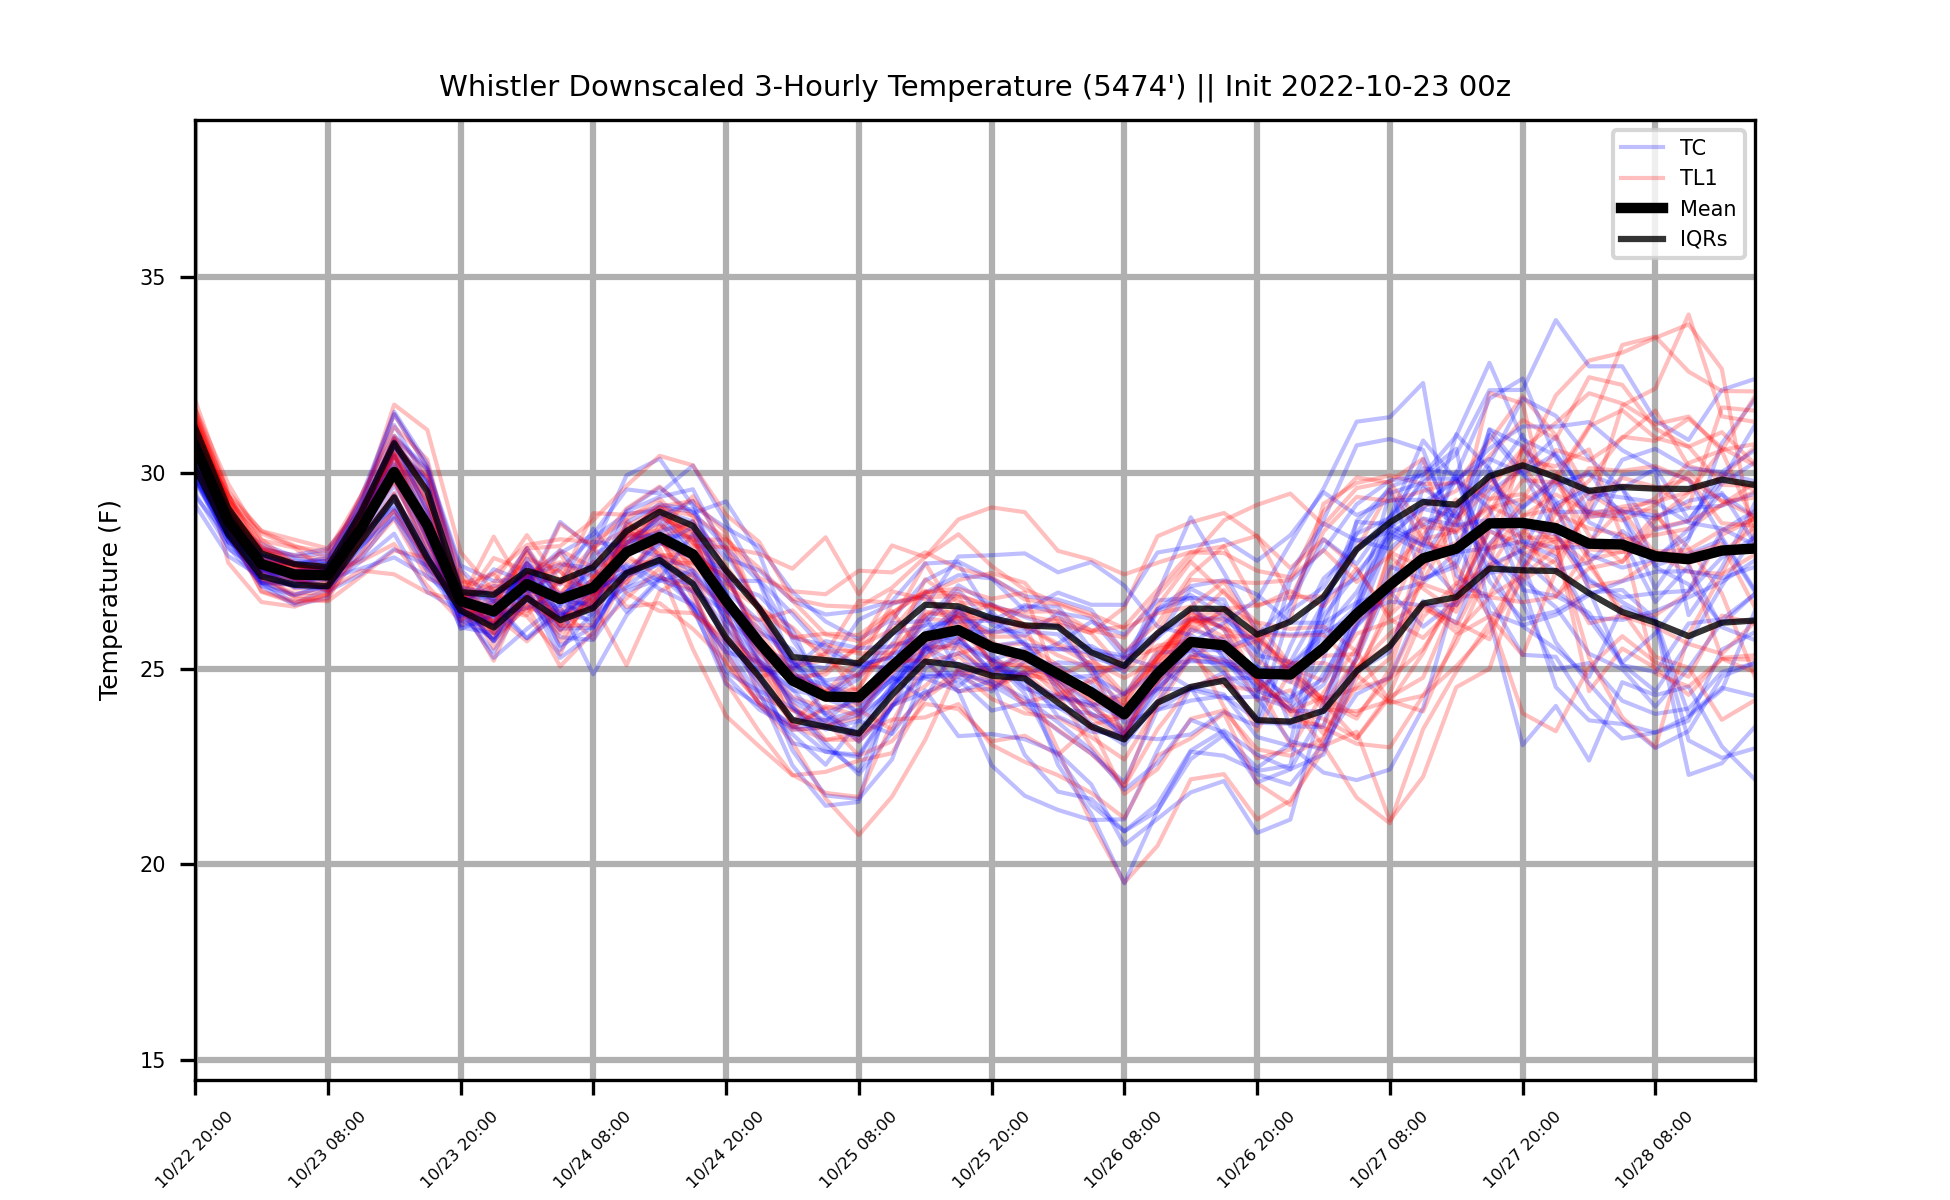 Whistler Downscaled 3-Hourly Temperature (5474') || Init 2022-10-23 00z
TC
TL1
Mean
IQRs
Temperature (F)
35
30
25
20
15
10/22 20:00
10/23 08:00
10/23 20:00
10/24 08:00
10/24 20:00
10/25 08:00
10/25 20:00
10/26 08:00
10/26 20:00
10/27 08:00
10/27 20:00
10/28 08:00